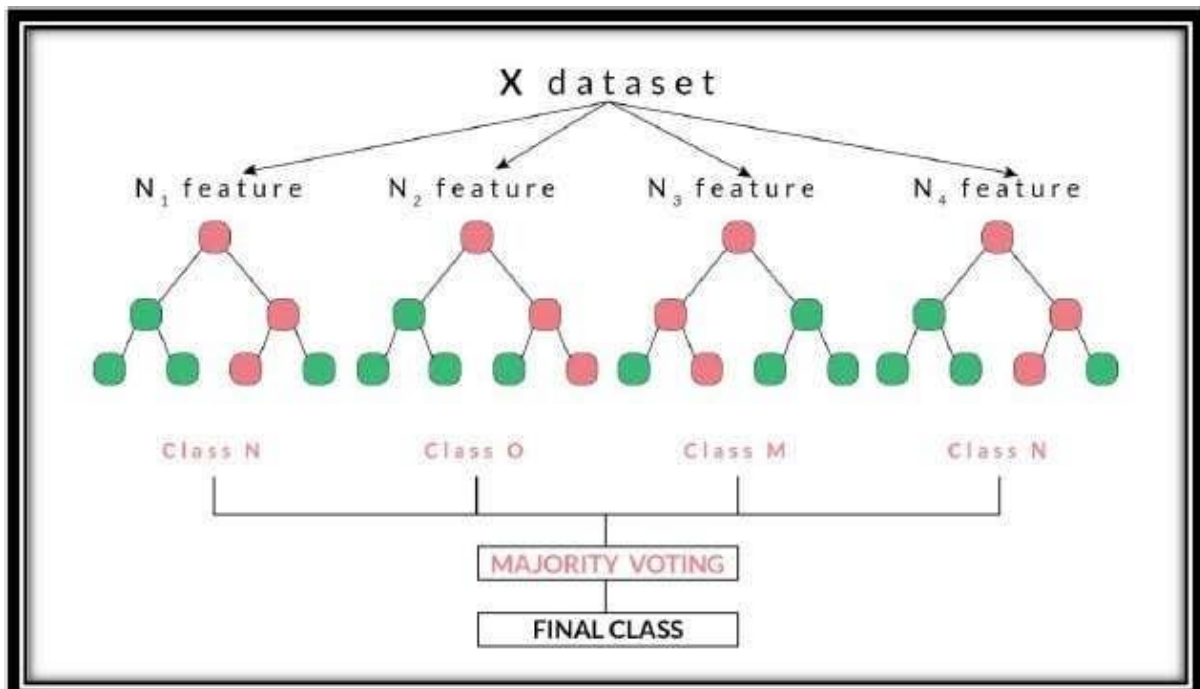 X dataset
N₁ feature N₂ feature N₃ feature N₄ feature
Class N Class O Class M Class N
MAJORITY VOTING
FINAL CLASS